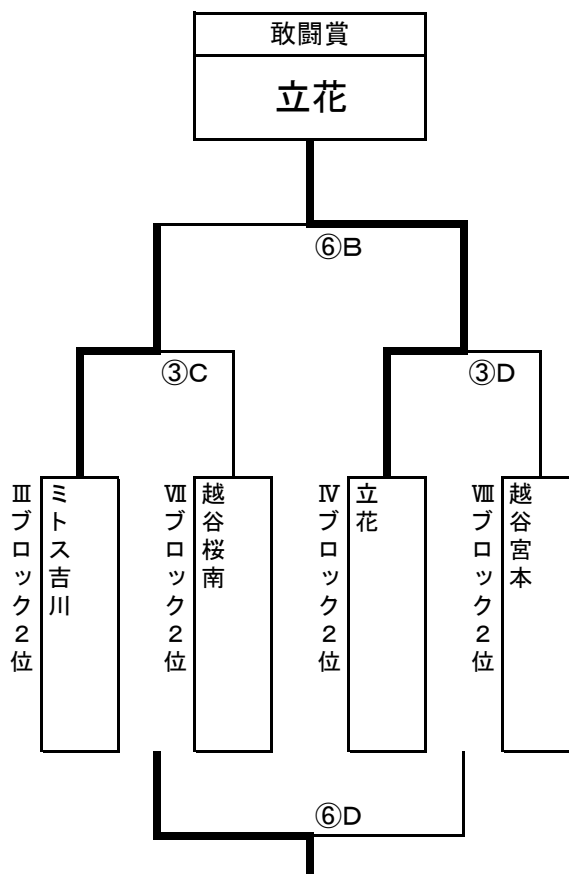 敢闘賞
立花
⑥B
③C
③D
Ⅲブロック2位
ミトス吉川
Ⅶブロック2位
越谷桜南
Ⅳブロック2位
立花
Ⅷブロック2位
越谷宮本
⑥D